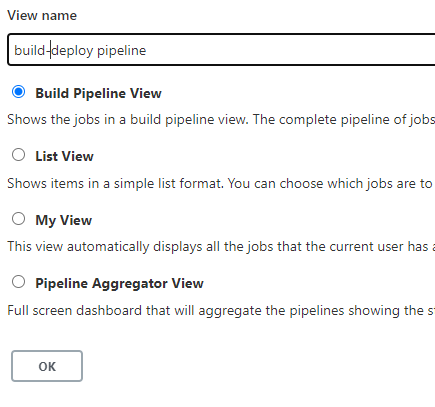 View name
build-deploy pipeline
Build Pipeline View
Shows the jobs in a build pipeline view. The complete pipeline of jobs
List View
Shows items in a simple list format. You can choose which jobs are to
My View
This view automatically displays all the jobs that the current user has
Pipeline Aggregator View
Full screen dashboard that will aggregate the pipelines showing the
OK